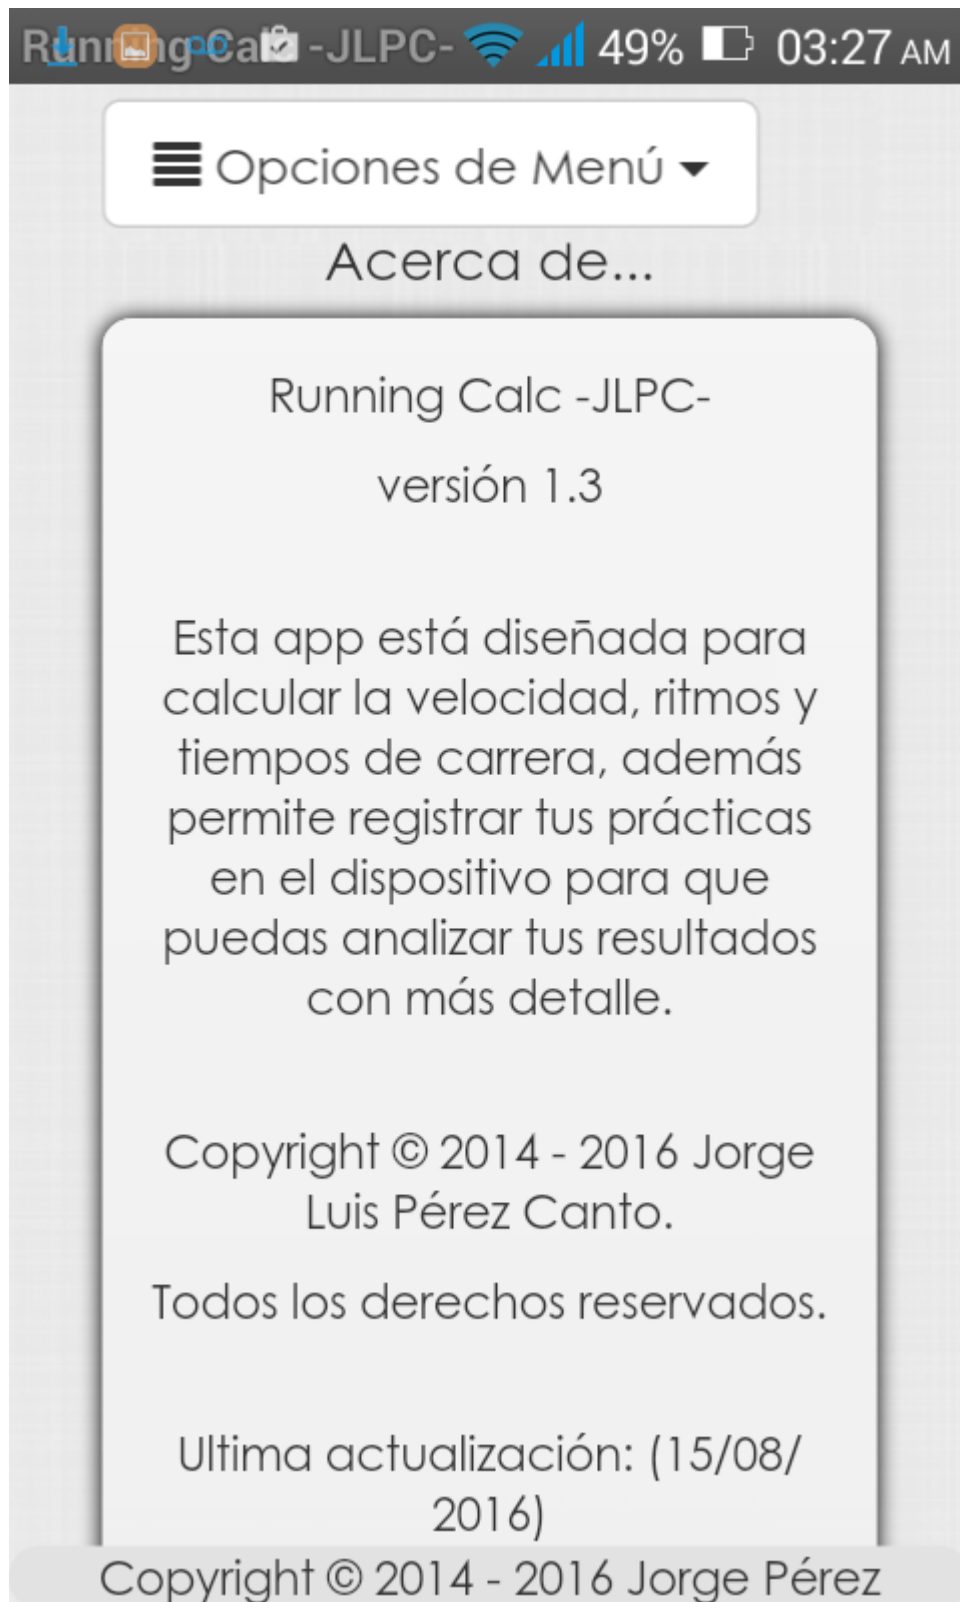 Running Calc -JLPC- 49% 03:27 AM
Opciones de Menú
Acerca de...
Running Calc -JLPC-
versión 1.3
Esta app está diseñada para
calcular la velocidad, ritmos y
tiempos de carrera, además
permite registrar tus prácticas
en el dispositivo para que
puedas analizar tus resultados
con más detalle.
Copyright © 2014 - 2016 Jorge
Luis Pérez Canto.
Todos los derechos reservados.
Ultima actualización: (15/08/
2016)
Copyright © 2014 - 2016 Jorge Pérez